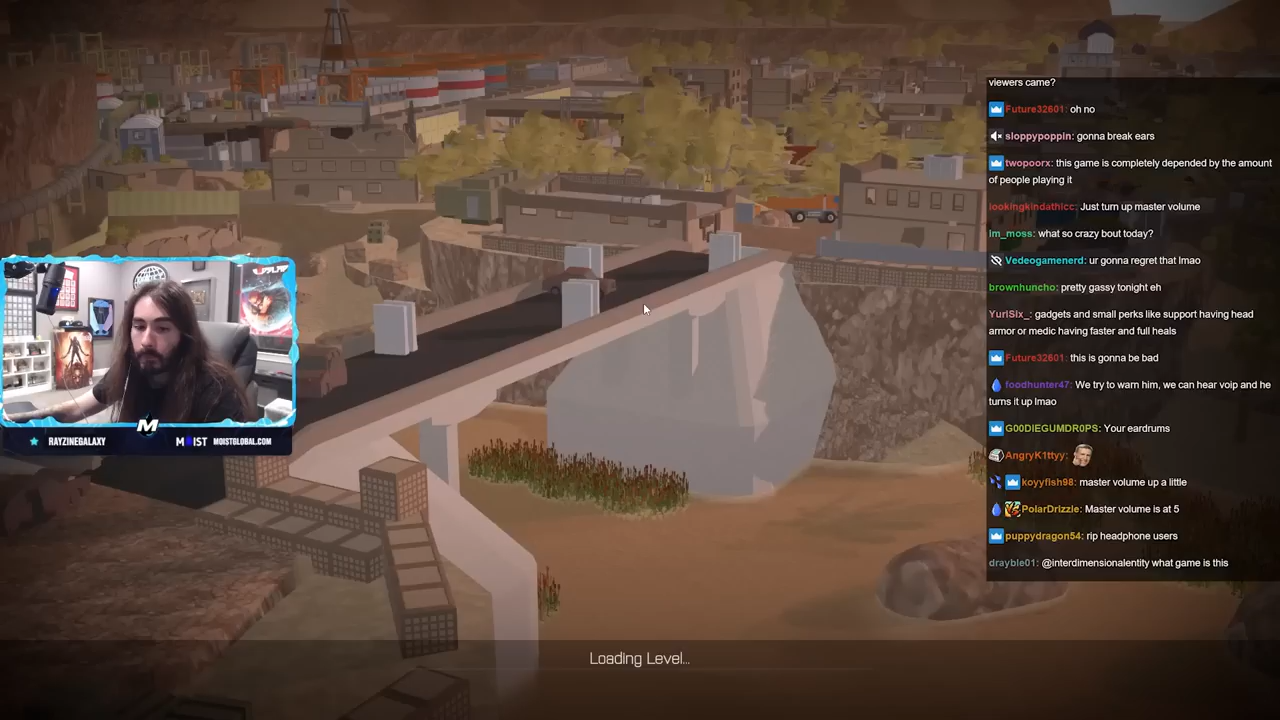 viewers came?
Future32601: oh no
sloppypoppin: gonna break ears
twopoorx: this game is completely depended by the amount
of people playing it
lookingkindathicc: Just turn up master volume
lm_moss: what so crazy bout today?
Vedeogamenerd: ur gonna regret that lmao
brownhuncho: pretty gassy tonight eh
YurISix_: gadgets and small perks like support having head
armor or medic having faster and full heals
Future32601: this is gonna be bad
foodhunter47: We try to warn him, we can hear voip and he
turns it up lmao
G00DIEGUMDR0PS: Your eardrums
AngryK1ttyy:
koyyfish98: master volume up a little
PolarDrizzle: Master volume is at 5
puppydragon54: rip headphone users
drayble01: @interdimensionalentity what game is this
M
RAYZINEGALAXY
MOIST MOISTGLOBAL.COM
Loading Level...